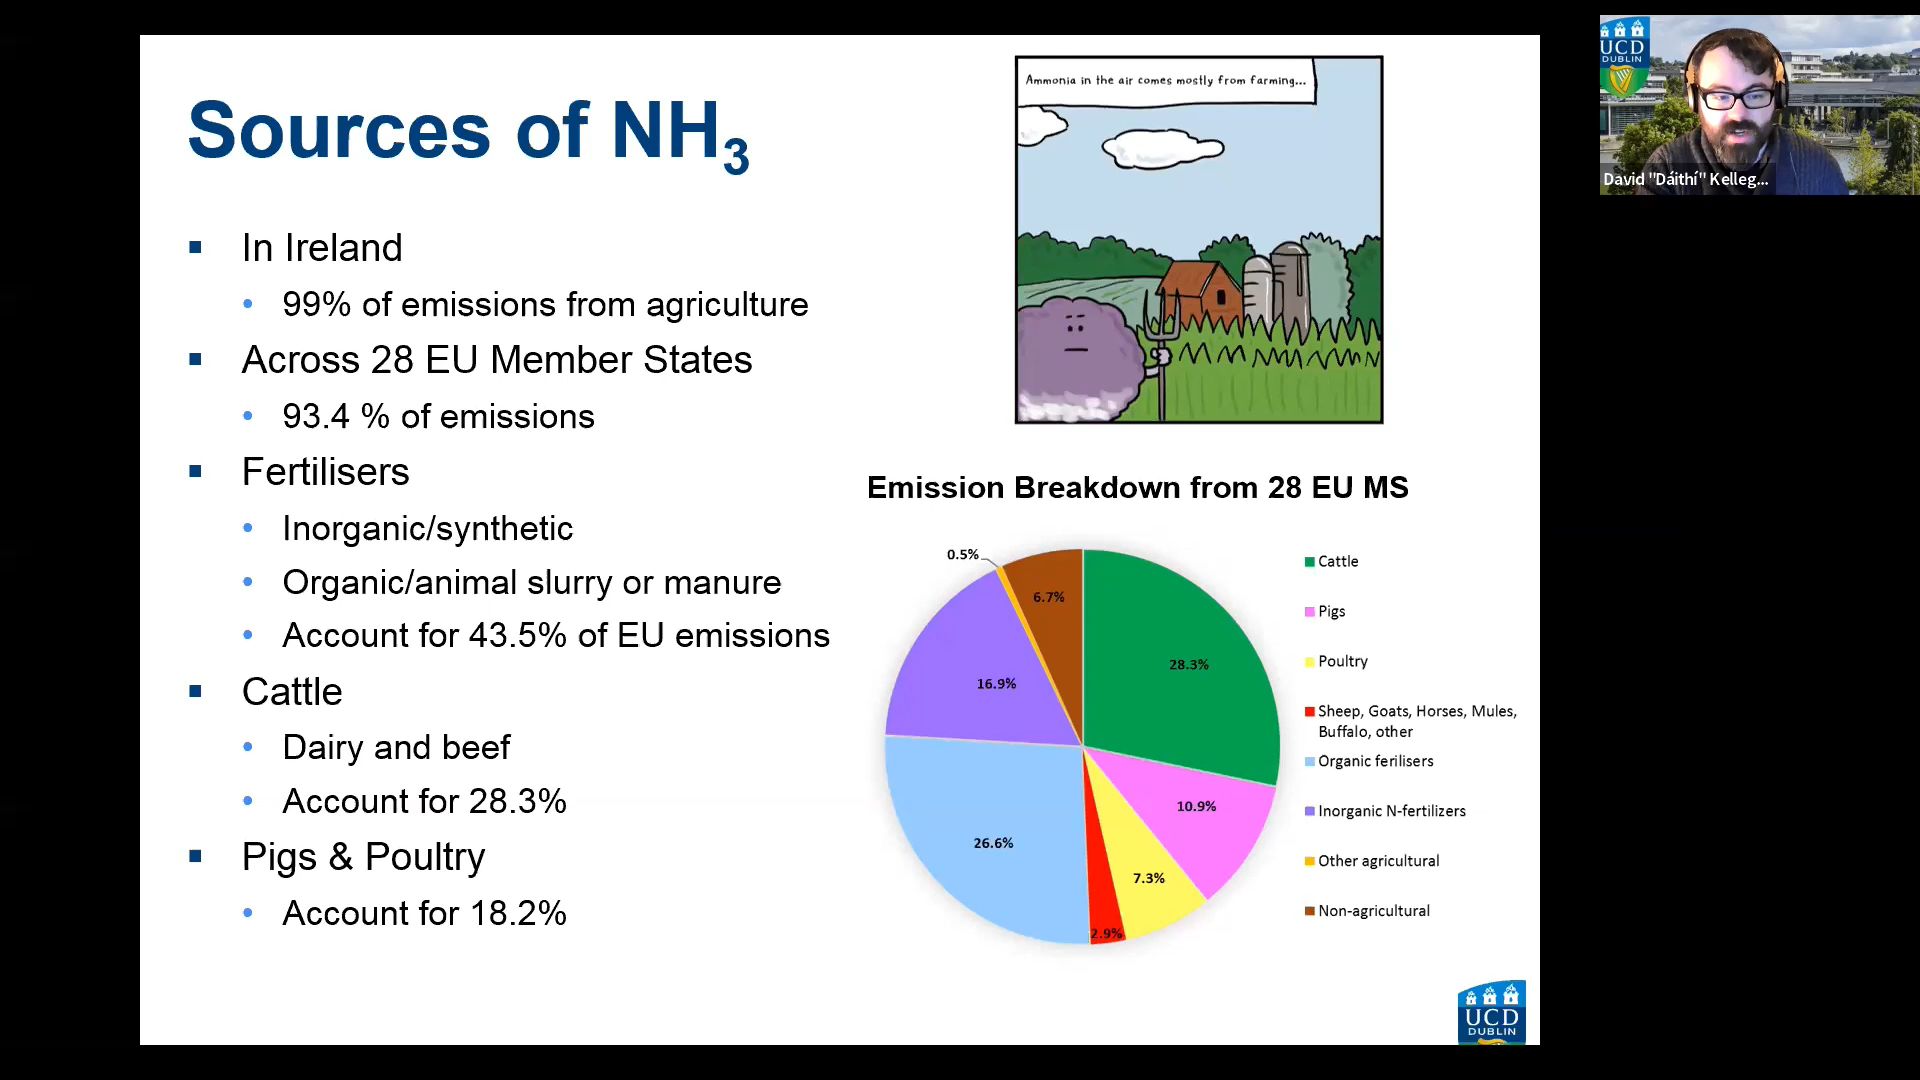 Sources of NH₃
In Ireland
99% of emissions from agriculture
Across 28 EU Member States
93.4 % of emissions
Fertilisers
Inorganic/synthetic
Organic/animal slurry or manure
Account for 43.5% of EU emissions
Cattle
Dairy and beef
Account for 28.3%
Pigs & Poultry
Account for 18.2%
Ammonia in the air comes mostly from farming...
Emission Breakdown from 28 EU MS
0.5%
6.7%
28.3%
16.9%
10.9%
26.6%
7.3%
2.9%
Cattle
Pigs
Poultry
Sheep, Goats, Horses, Mules,
Buffalo, other
Organic ferilisers
Inorganic N-fertilizers
Other agricultural
Non-agricultural
UCD
DUBLIN
UCD
DUBLIN
David "Dáithí" Kelleg...